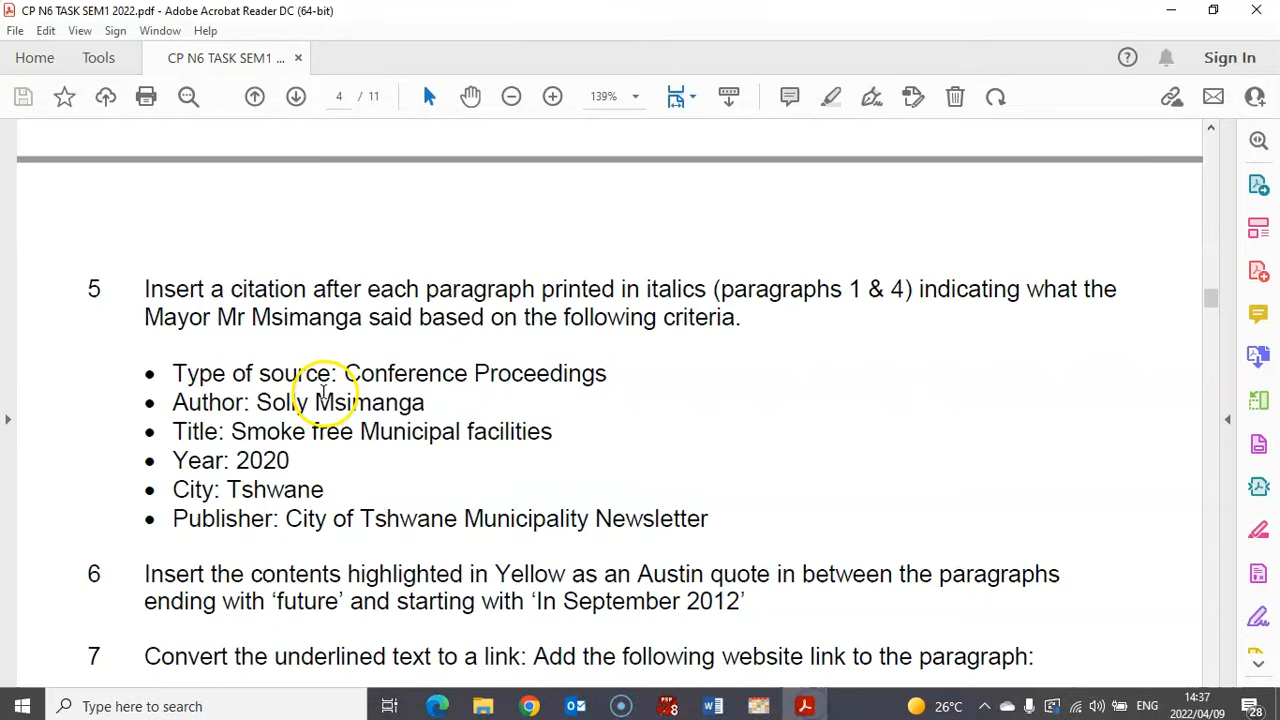 CP N6 TASK SEM1 2022.pdf - Adobe Acrobat Reader DC (64-bit)
File Edit View Sign Window Help
Home Tools CP N6 TASK SEM1 ... × Sign In
4 / 11 139%
5 Insert a citation after each paragraph printed in italics (paragraphs 1 & 4) indicating what the
Mayor Mr Msimanga said based on the following criteria.
• Type of source: Conference Proceedings
• Author: Solly Msimanga
• Title: Smoke free Municipal facilities
• Year: 2020
• City: Tshwane
• Publisher: City of Tshwane Municipality Newsletter
6 Insert the contents highlighted in Yellow as an Austin quote in between the paragraphs
ending with ‘future’ and starting with ‘In September 2012’
7 Convert the underlined text to a link: Add the following website link to the paragraph:
Type here to search 26°C ENG 14:37
2022/04/09 28